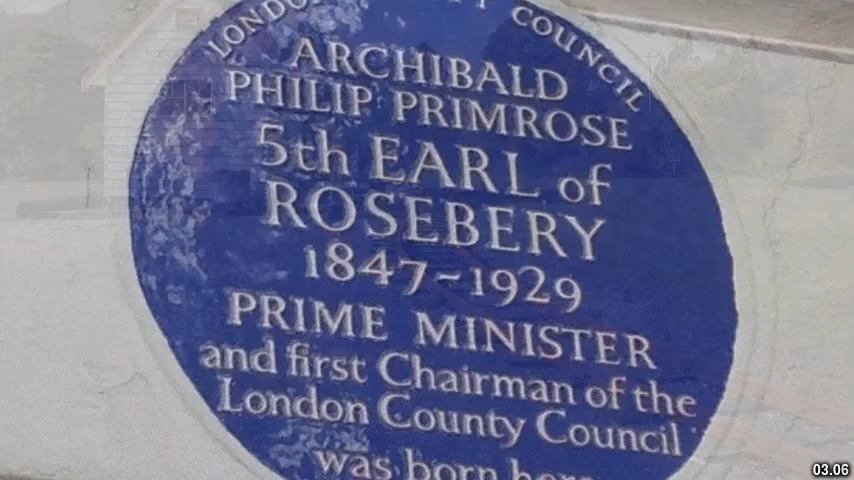 COUNCIL
ARCHIBALD
PHILIP PRIMROSE
5th EARL of
ROSEBERY
1847-1929
PRIME MINISTER
and first Chairman of the
London County Council
was born here
03.06